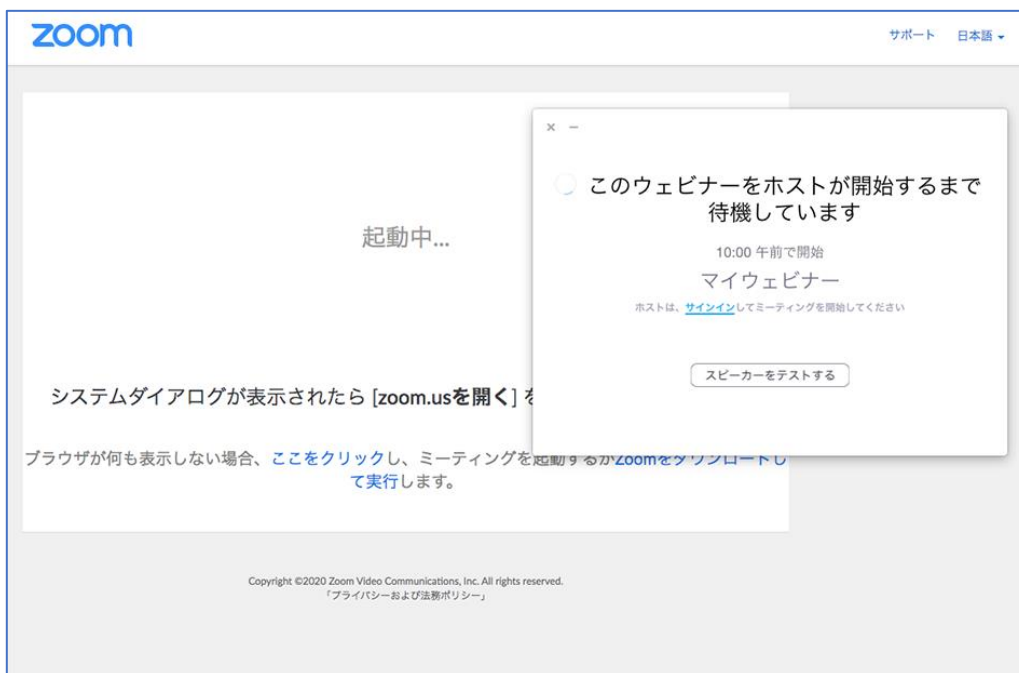 zoom
サポート 日本語
起動中...
システムダイアログが表示されたら [zoom.usを開く]
ブラウザが何も表示しない場合、ここをクリックし、ミーティングを起動するかZoomをダウンロードし
て実行します。
Copyright ©2020 Zoom Video Communications, Inc. All rights reserved.
「プライバシーおよび法務ポリシー」
このウェビナーをホストが開始するまで
待機しています
10:00 午前で開始
マイウェビナー
ホストは、サインインしてミーティングを開始してください
スピーカーをテストする